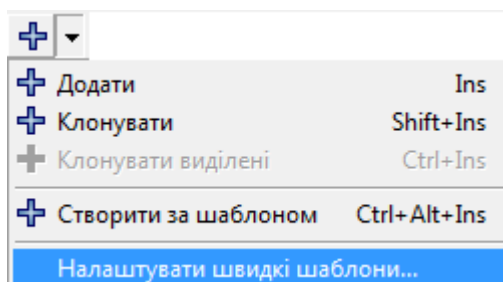 Додати Ins
Клонувати Shift+Ins
Клонувати виділені Ctrl+Ins
Створити за шаблоном Ctrl+Alt+Ins
Налаштувати швидкі шаблони...